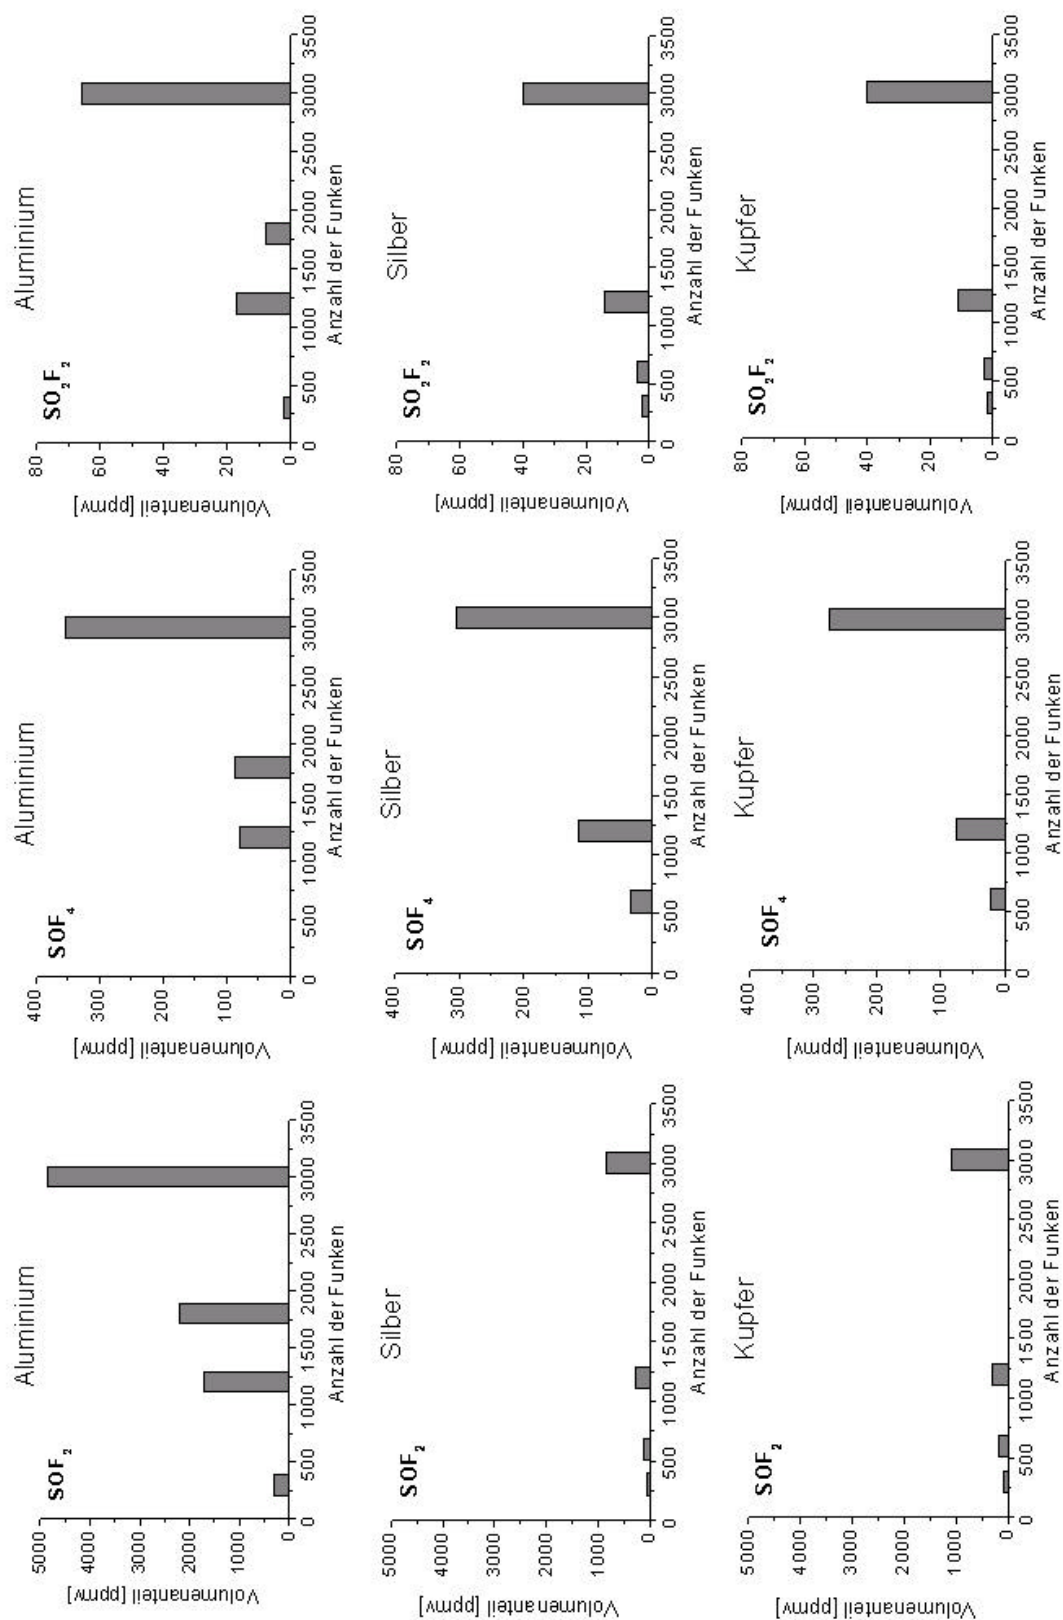 Aluminium
SOF₂
Volumenanteil [ppmv]
5000
4000
3000
2000
1000
0
0 500 1000 1500 2000 2500 3000 3500
Anzahl der Funken
Aluminium
SOF₄
Volumenanteil [ppmv]
400
300
200
100
0
0 500 1000 1500 2000 2500 3000 3500
Anzahl der Funken
Aluminium
SO₂F₂
Volumenanteil [ppmv]
80
60
40
20
0
0 500 1000 1500 2000 2500 3000 3500
Anzahl der Funken
Silber
SOF₂
Volumenanteil [ppmv]
5000
4000
3000
2000
1000
0
0 500 1000 1500 2000 2500 3000 3500
Anzahl der Funken
Silber
SOF₄
Volumenanteil [ppmv]
400
300
200
100
0
0 500 1000 1500 2000 2500 3000 3500
Anzahl der Funken
Silber
SO₂F₂
Volumenanteil [ppmv]
80
60
40
20
0
0 500 1000 1500 2000 2500 3000 3500
Anzahl der Funken
Kupfer
SOF₂
Volumenanteil [ppmv]
5000
4000
3000
2000
1000
0
0 500 1000 1500 2000 2500 3000 3500
Anzahl der Funken
Kupfer
SOF₄
Volumenanteil [ppmv]
400
300
200
100
0
0 500 1000 1500 2000 2500 3000 3500
Anzahl der Funken
Kupfer
SO₂F₂
Volumenanteil [ppmv]
80
60
40
20
0
0 500 1000 1500 2000 2500 3000 3500
Anzahl der Funken